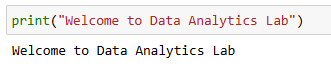 print("Welcome to Data Analytics Lab")
Welcome to Data Analytics Lab